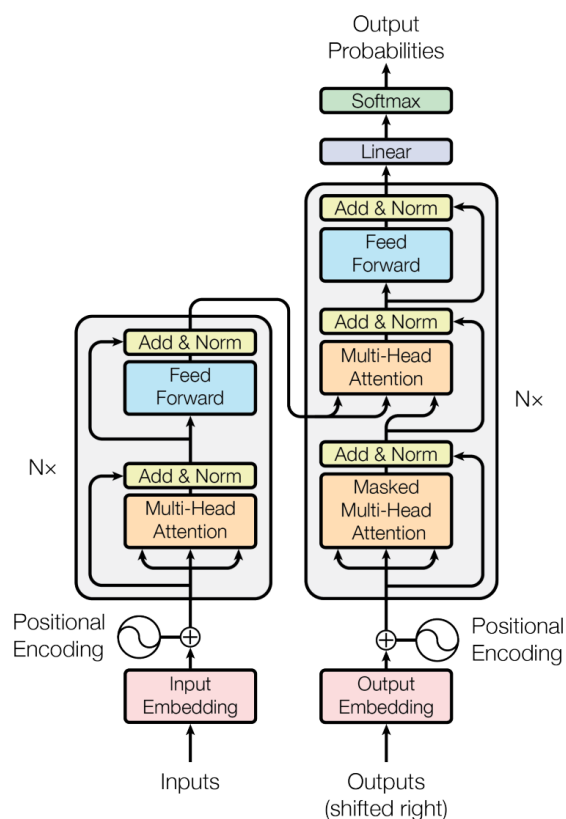 Output
Probabilities
Softmax
Linear
Add & Norm
Feed
Forward
Add & Norm
Multi-Head
Attention
Nx
Add & Norm
Masked
Multi-Head
Attention
Add & Norm
Feed
Forward
Nx
Add & Norm
Multi-Head
Attention
Positional
Encoding
Positional
Encoding
Input
Embedding
Output
Embedding
Inputs
Outputs
(shifted right)